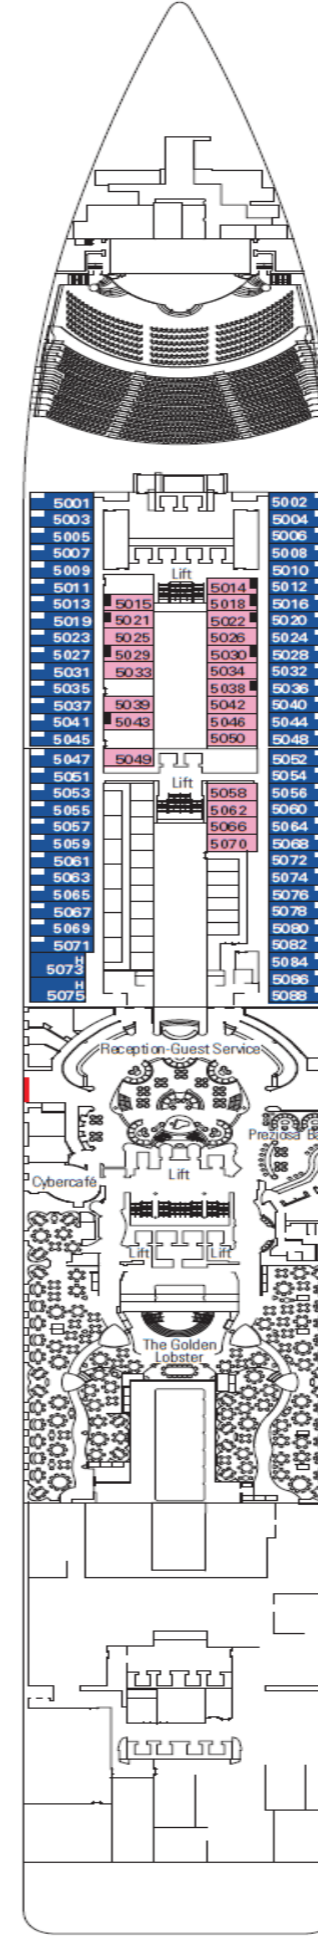 5001 5002
5003 5004
5005 5006
5007 5008
5009 Lift 5010
5011 5014 5012
5013 5015 5018 5016
5019 5021 5022 5020
5023 5025 5026 5024
5027 5029 5030 5028
5031 5033 5034 5032
5035 5038 5036
5037 5039 5042 5040
5041 5043 5046 5044
5045 5050 5048
5047 5049 5052
5051 Lift 5054
5053 5058 5056
5055 5062 5060
5057 5066 5064
5059 5070 5068
5061 5072
5063 5074
5065 5076
5067 5078
5069 5080
5071 5082
H 5084
5073
5086
H
5075 5088
Reception-Guest Service
Preziosa Ba
Lift
Cybercafé
Lift Lift
The Golden
Lobster